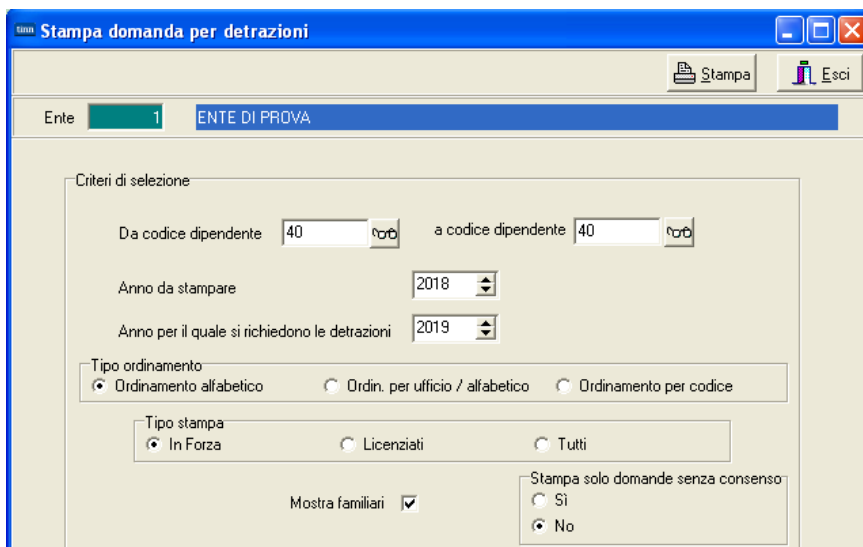 tinn Stampa domanda per detrazioni
Stampa Esci
Ente 1 ENTE DI PROVA
Criteri di selezione
Da codice dipendente 40 a codice dipendente 40
Anno da stampare 2018
Anno per il quale si richiedono le detrazioni 2019
Tipo ordinamento
Ordinamento alfabetico Ordin. per ufficio / alfabetico Ordinamento per codice
Tipo stampa
In Forza Licenziati Tutti
Stampa solo domande senza consenso
Mostra familiari Sì
No